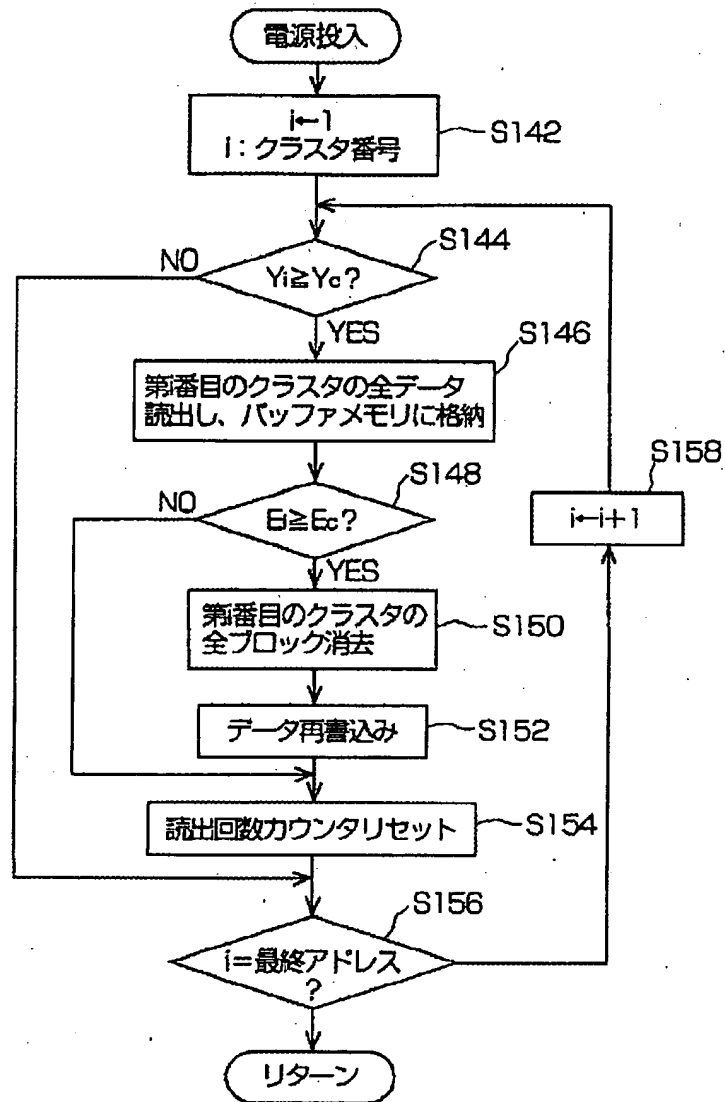 電源投入
i←1
i:クラスタ番号
S142
S144
NO
Yi≧Yc?
YES
S146
第i番目のクラスタの全データ
読出し、バッファメモリに格納
S148
NO
Ei≧Ec?
S158
i←i+1
YES
第i番目のクラスタの
全ブロック消去
S150
データ再書込み
S152
読出回数カウンタリセット
S154
S156
i=最終アドレス
?
リターン